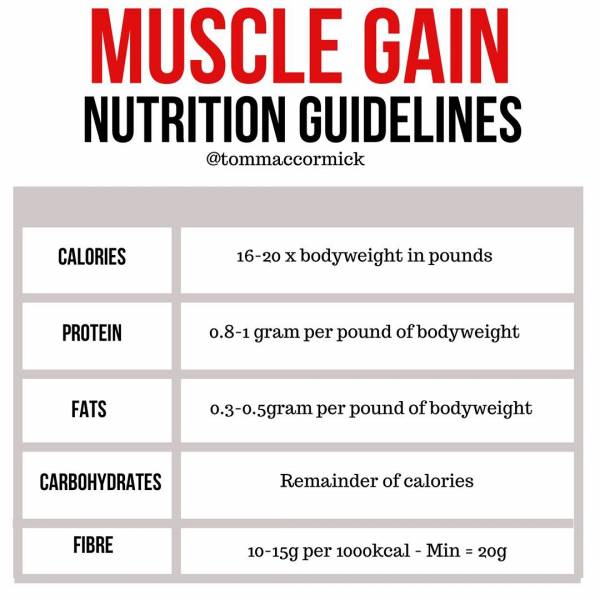 MUSCLE GAIN
NUTRITION GUIDELINES
@tommaccormick
CALORIES
16-20 x bodyweight in pounds
PROTEIN
0.8-1 gram per pound of bodyweight
FATS
0.3-0.5gram per pound of bodyweight
CARBOHYDRATES
Remainder of calories
FIBRE
10-15g per 1000kcal - Min = 20g